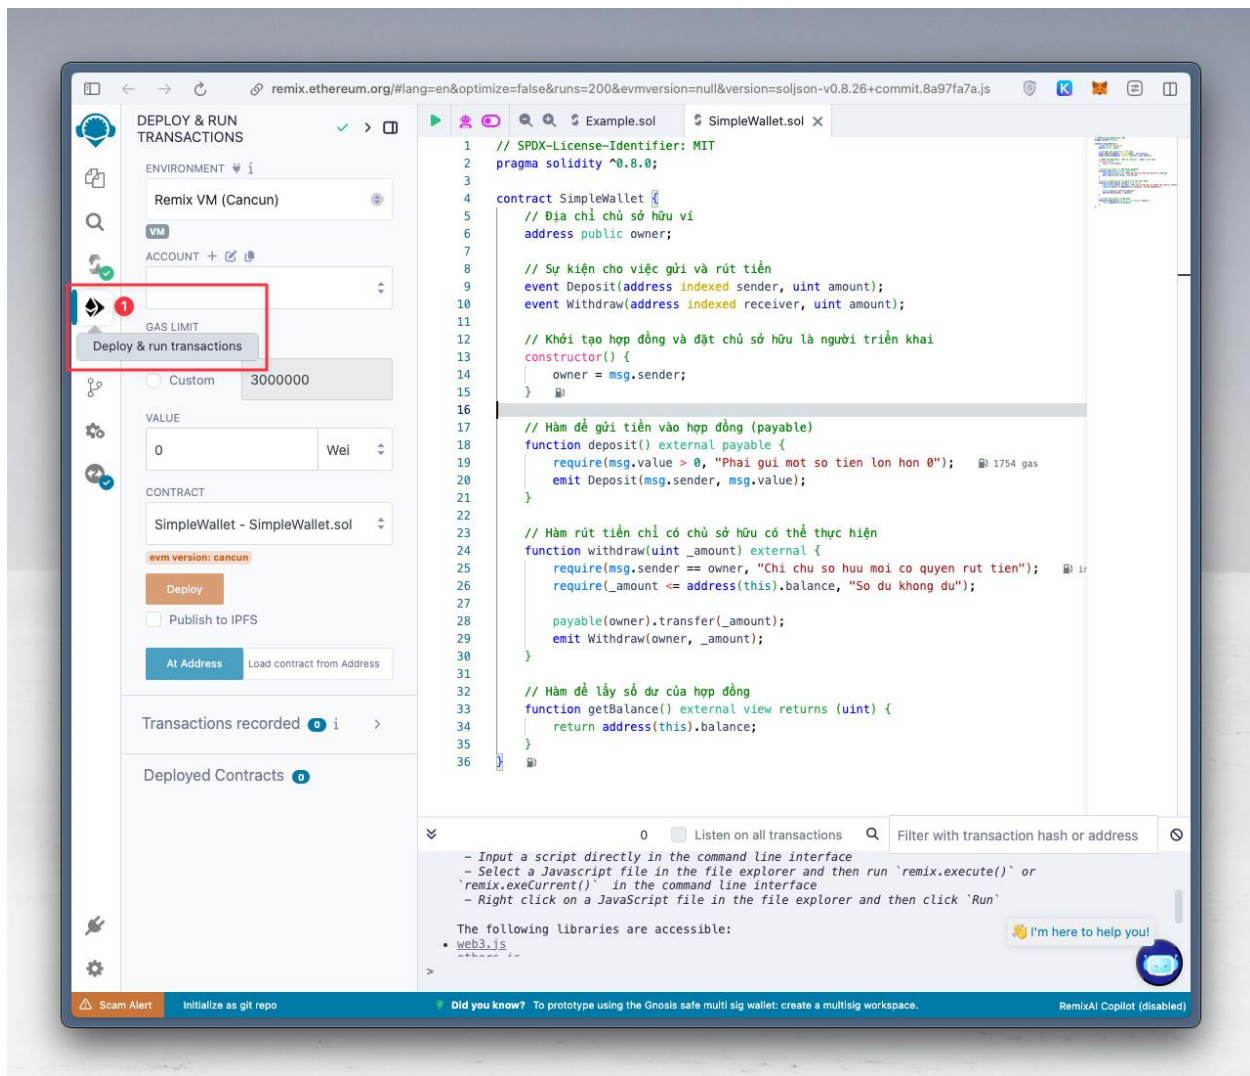 remix.ethereum.org/#lang=en&optimize=false&runs=200&evmversion=null&version=soljson-v0.8.26+commit.8a97fa7a.js
DEPLOY & RUN
TRANSACTIONS
ENVIRONMENT
Remix VM (Cancun)
VM
ACCOUNT
1
GAS LIMIT
Deploy & run transactions
Custom
3000000
VALUE
0
Wei
CONTRACT
SimpleWallet - SimpleWallet.sol
evm version: cancun
Deploy
Publish to IPFS
At Address
Load contract from Address
Transactions recorded 0 i
Deployed Contracts 0
Example.sol
SimpleWallet.sol
1 // SPDX-License-Identifier: MIT
2 pragma solidity ^0.8.0;
3
4 contract SimpleWallet {
5 // Địa chỉ chủ sở hữu ví
6 address public owner;
7
8 // Sự kiện cho việc gửi và rút tiền
9 event Deposit(address indexed sender, uint amount);
10 event Withdraw(address indexed receiver, uint amount);
11
12 // Khởi tạo hợp đồng và đặt chủ sở hữu là người triển khai
13 constructor() {
14 owner = msg.sender;
15 }
16
17 // Hàm để gửi tiền vào hợp đồng (payable)
18 function deposit() external payable {
19 require(msg.value > 0, "Phai gui mot so tien lon hon 0"); 1754 gas
20 emit Deposit(msg.sender, msg.value);
21 }
22
23 // Hàm rút tiền chỉ có chủ sở hữu có thể thực hiện
24 function withdraw(uint _amount) external {
25 require(msg.sender == owner, "Chi chu so huu moi co quyen rut tien");
26 require(_amount <= address(this).balance, "So du khong du");
27
28 payable(owner).transfer(_amount);
29 emit Withdraw(owner, _amount);
30 }
31
32 // Hàm để lấy số dư của hợp đồng
33 function getBalance() external view returns (uint) {
34 return address(this).balance;
35 }
36 }
0
Listen on all transactions
Filter with transaction hash or address
- Input a script directly in the command line interface
- Select a Javascript file in the file explorer and then run `remix.execute()` or
`remix.exeCurrent()` in the command line interface
- Right click on a JavaScript file in the file explorer and then click `Run`
The following libraries are accessible:
• web3.js
>
I'm here to help you!
Scam Alert
Initialize as git repo
Did you know? To prototype using the Gnosis safe multi sig wallet: create a multisig workspace.
RemixAI Copilot (disabled)